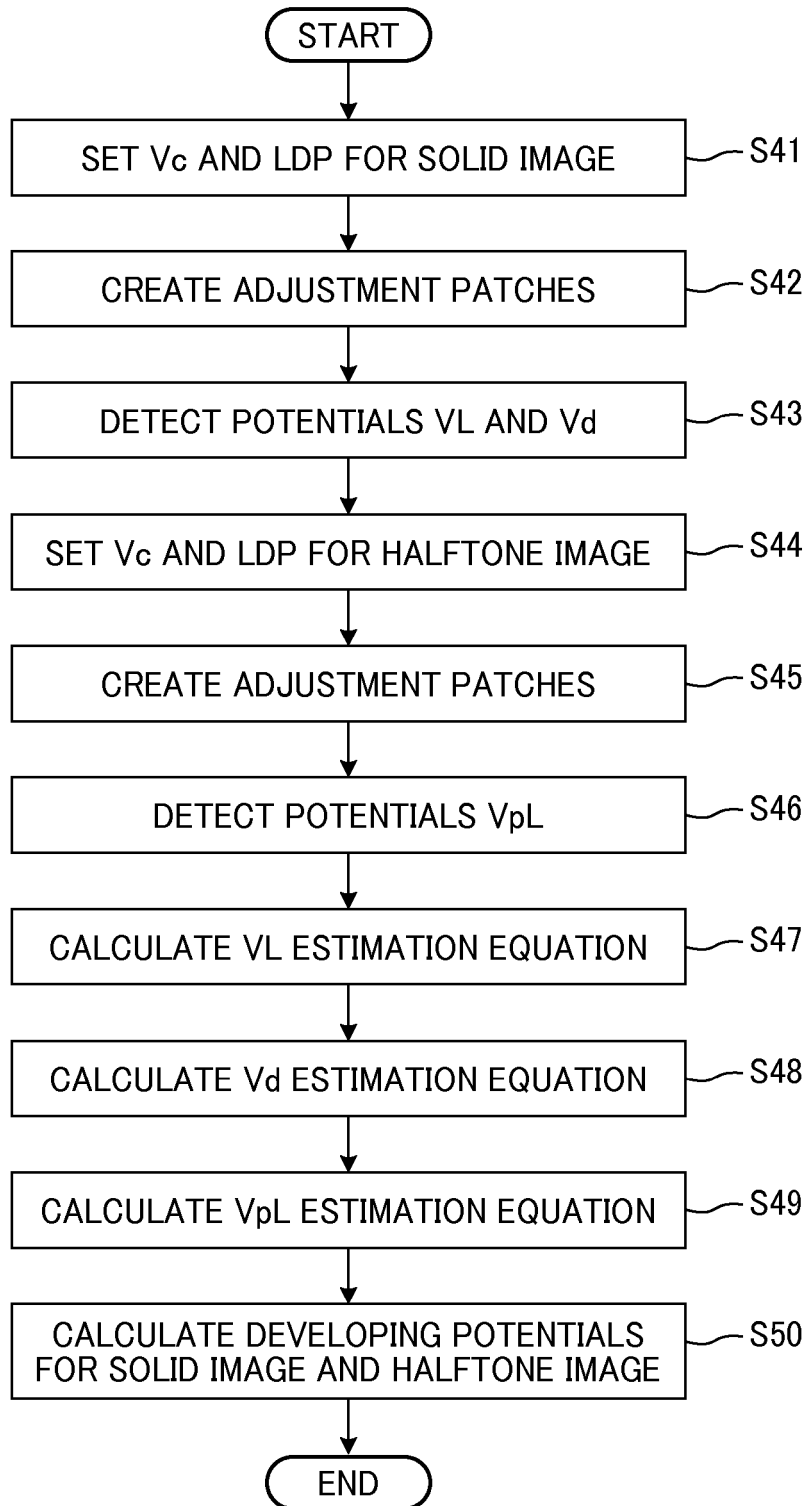 START
SET Vc AND LDP FOR SOLID IMAGE
S41
CREATE ADJUSTMENT PATCHES
S42
DETECT POTENTIALS VL AND Vd
S43
SET Vc AND LDP FOR HALFTONE IMAGE
S44
CREATE ADJUSTMENT PATCHES
S45
DETECT POTENTIALS VpL
S46
CALCULATE VL ESTIMATION EQUATION
S47
CALCULATE Vd ESTIMATION EQUATION
S48
CALCULATE VpL ESTIMATION EQUATION
S49
CALCULATE DEVELOPING POTENTIALS
FOR SOLID IMAGE AND HALFTONE IMAGE
S50
END